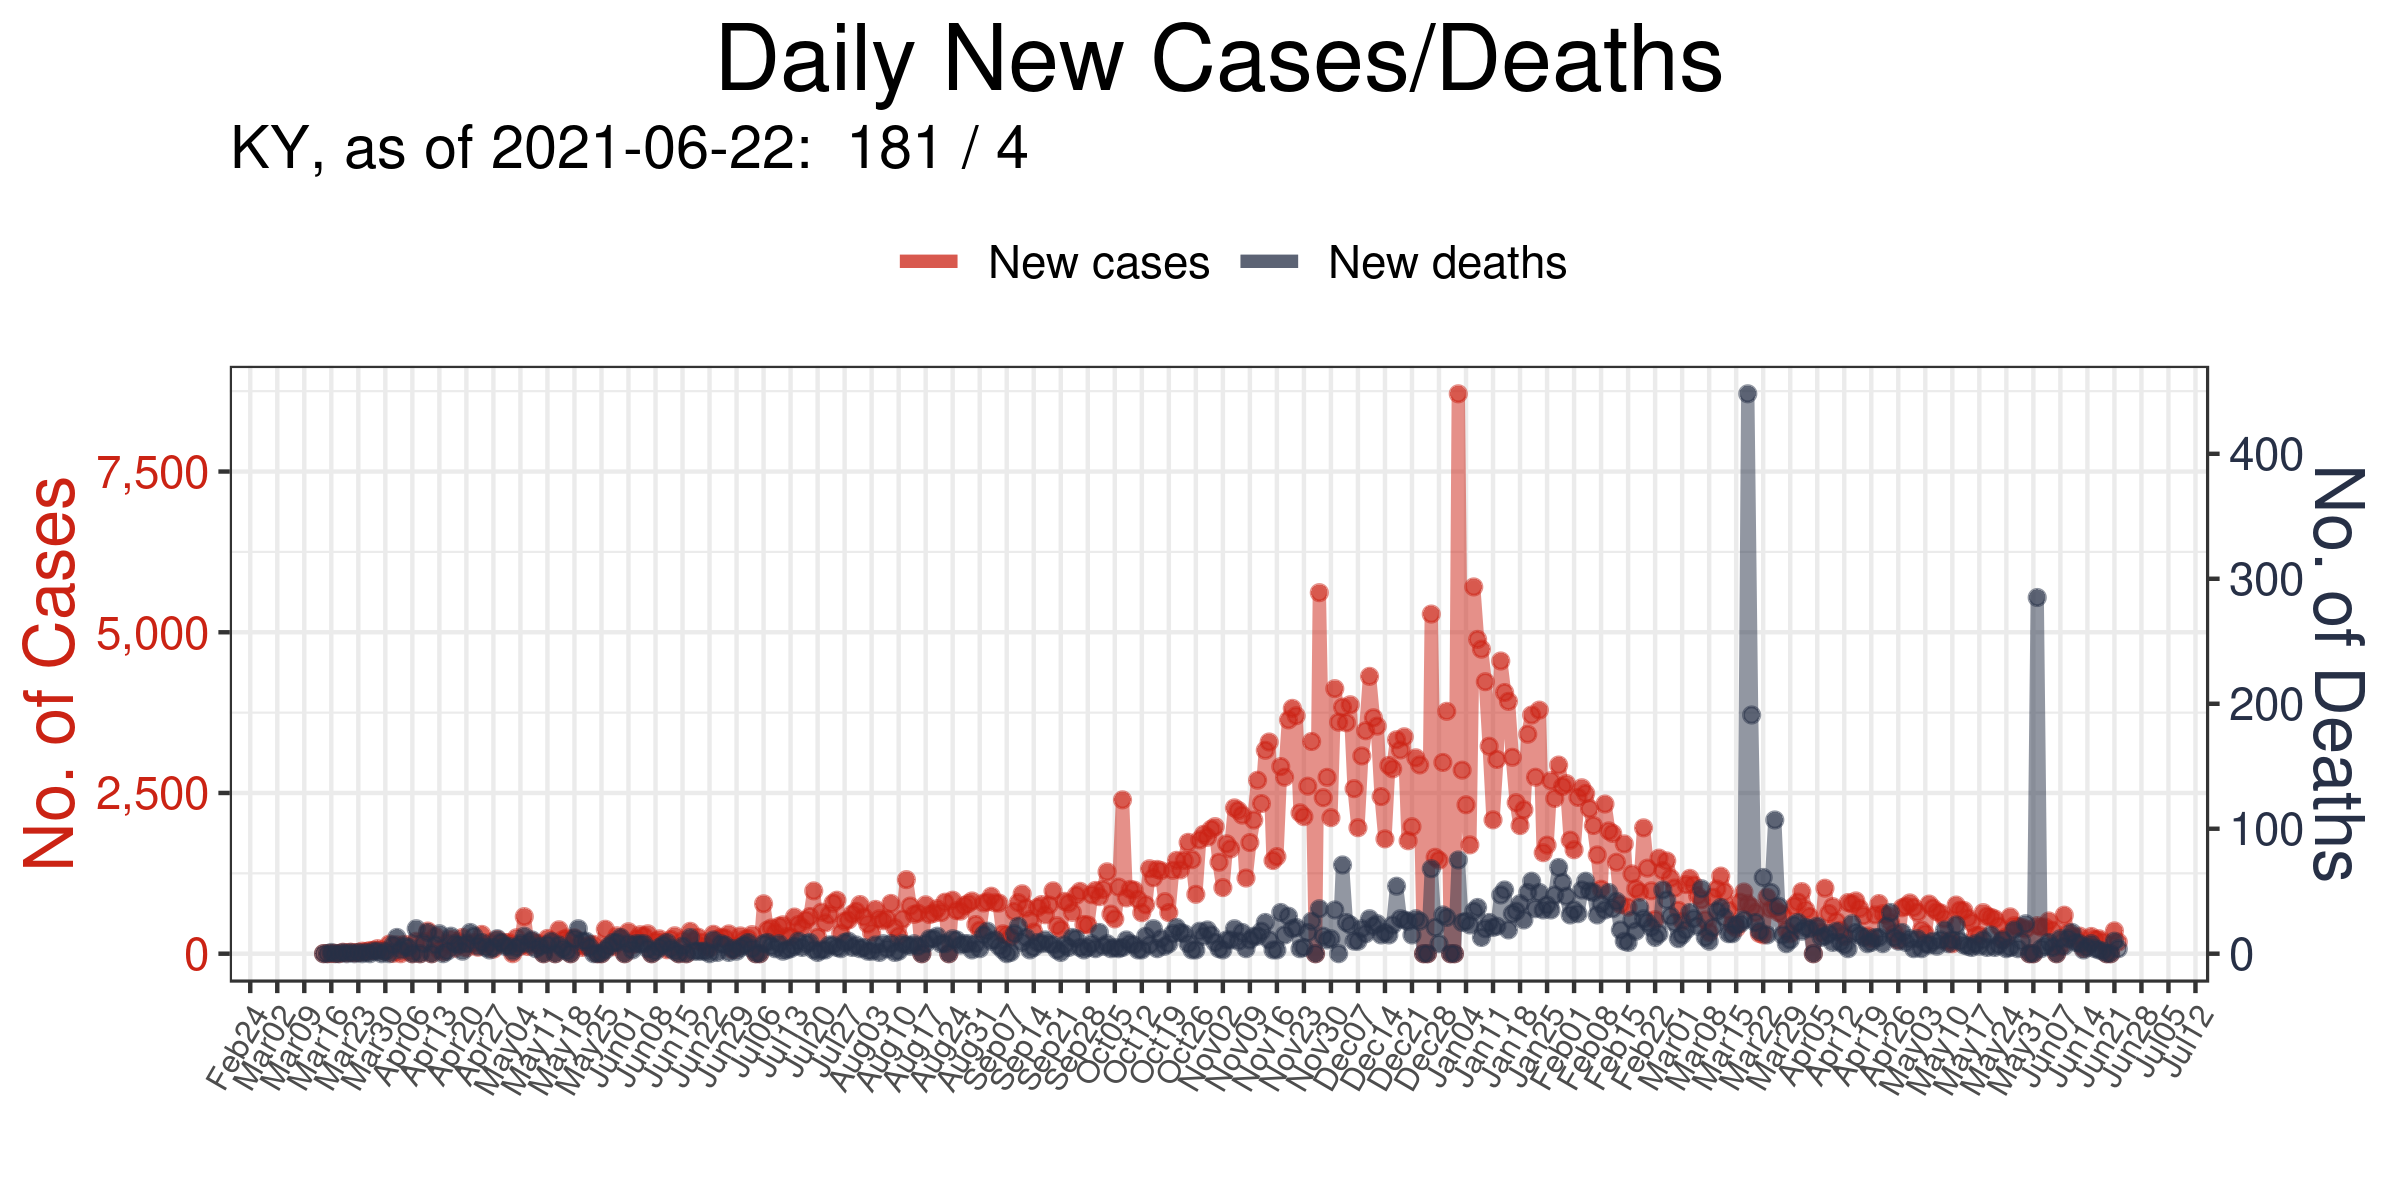 Daily New Cases/Deaths
KY, as of 2021-06-22:  181 / 4
New cases
New deaths
No. of Cases
7,500
5,000
2,500
0
400
300
200
100
0
No. of Deaths
Feb24
Mar02
Mar09
Mar16
Mar23
Mar30
Apr06
Apr13
Apr20
Apr27
May04
May11
May18
May25
Jun01
Jun08
Jun15
Jun22
Jun29
Jul06
Jul13
Jul20
Jul27
Aug03
Aug10
Aug17
Aug24
Aug31
Sep07
Sep14
Sep21
Sep28
Oct05
Oct12
Oct19
Oct26
Nov02
Nov09
Nov16
Nov23
Nov30
Dec07
Dec14
Dec21
Dec28
Jan04
Jan11
Jan18
Jan25
Feb01
Feb08
Feb15
Feb22
Mar01
Mar08
Mar15
Mar22
Mar29
Apr05
Apr12
Apr19
Apr26
May03
May10
May17
May24
May31
Jun07
Jun14
Jun21
Jun28
Jul05
Jul12